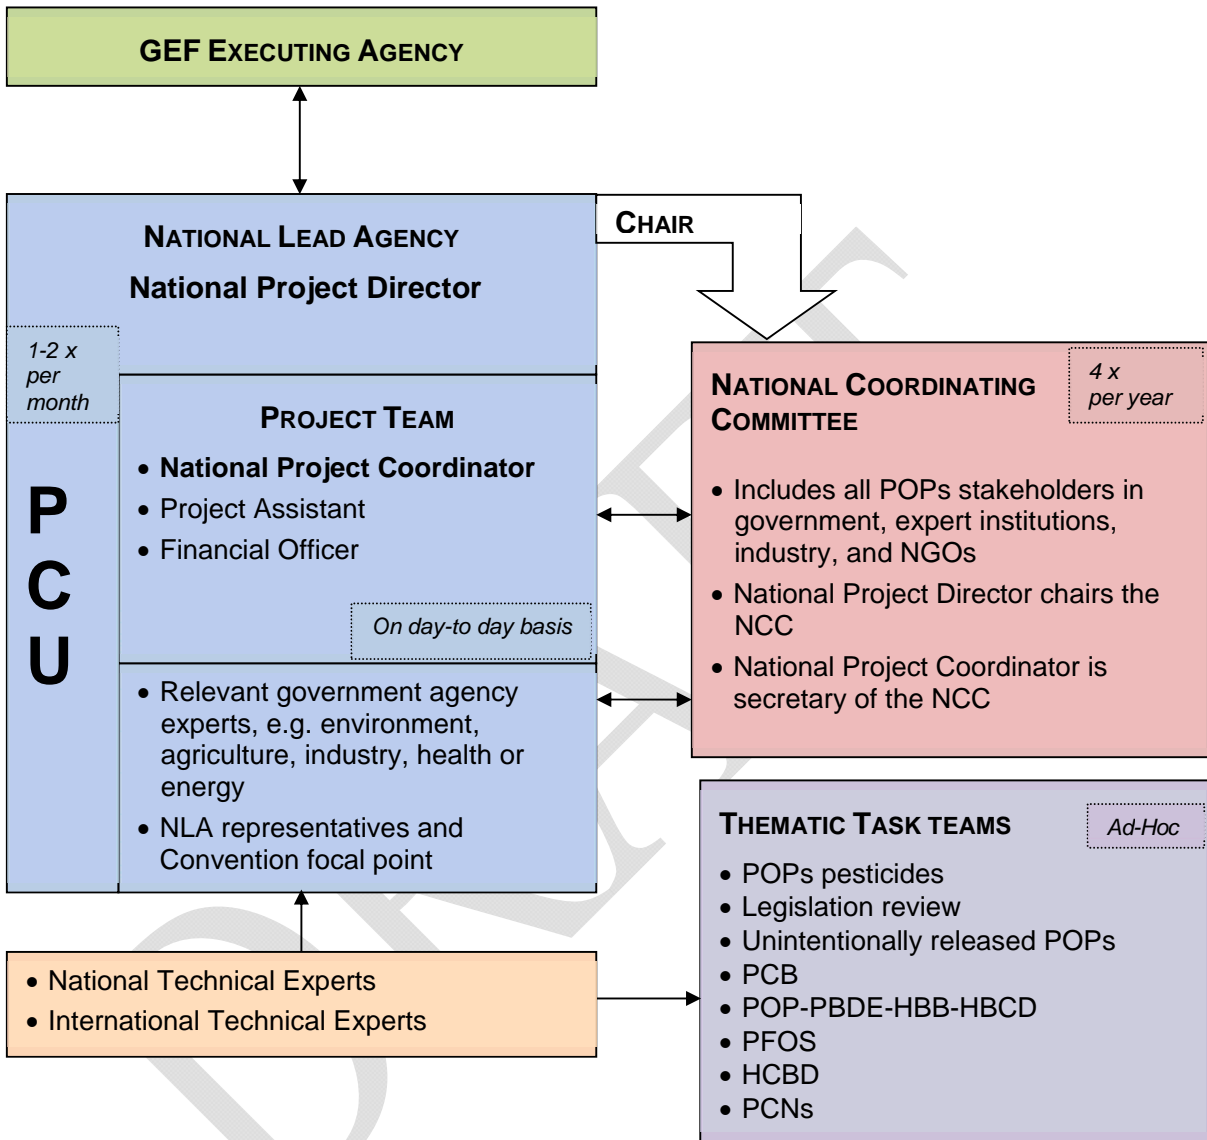 GEF EXECUTING AGENCY
NATIONAL LEAD AGENCY
National Project Director
CHAIR
1-2 x
per
month
PCU
PROJECT TEAM
• National Project Coordinator
• Project Assistant
• Financial Officer
On day-to day basis
• Relevant government agency
experts, e.g. environment,
agriculture, industry, health or
energy
• NLA representatives and
Convention focal point
NATIONAL COORDINATING
COMMITTEE
4 x
per year
• Includes all POPs stakeholders in
government, expert institutions,
industry, and NGOs
• National Project Director chairs the
NCC
• National Project Coordinator is
secretary of the NCC
• National Technical Experts
• International Technical Experts
THEMATIC TASK TEAMS
Ad-Hoc
• POPs pesticides
• Legislation review
• Unintentionally released POPs
• PCB
• POP-PBDE-HBB-HBCD
• PFOS
• HCBD
• PCNs
DRAFT